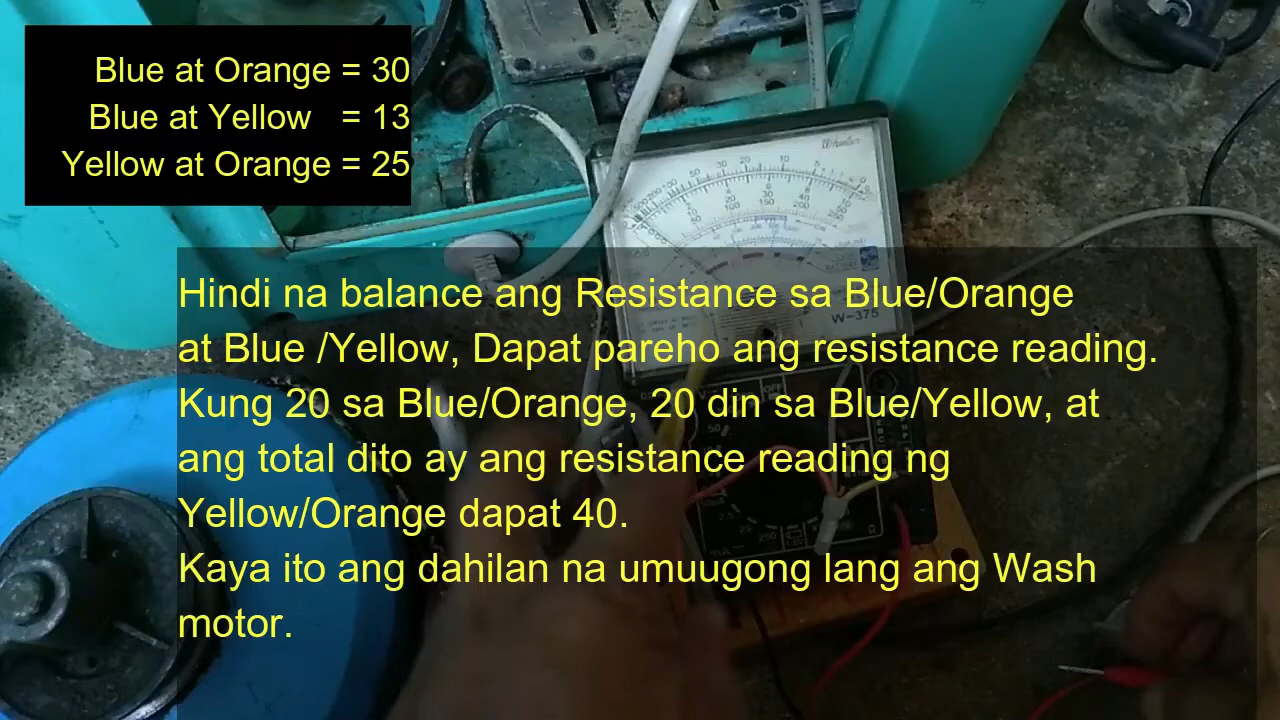 Blue at Orange = 30
Blue at Yellow = 13
Yellow at Orange = 25
Hindi na balance ang Resistance sa Blue/Orange
at Blue /Yellow, Dapat pareho ang resistance reading.
Kung 20 sa Blue/Orange, 20 din sa Blue/Yellow, at
ang total dito ay ang resistance reading ng
Yellow/Orange dapat 40.
Kaya ito ang dahilan na umuugong lang ang Wash
motor.
W-375
OFF